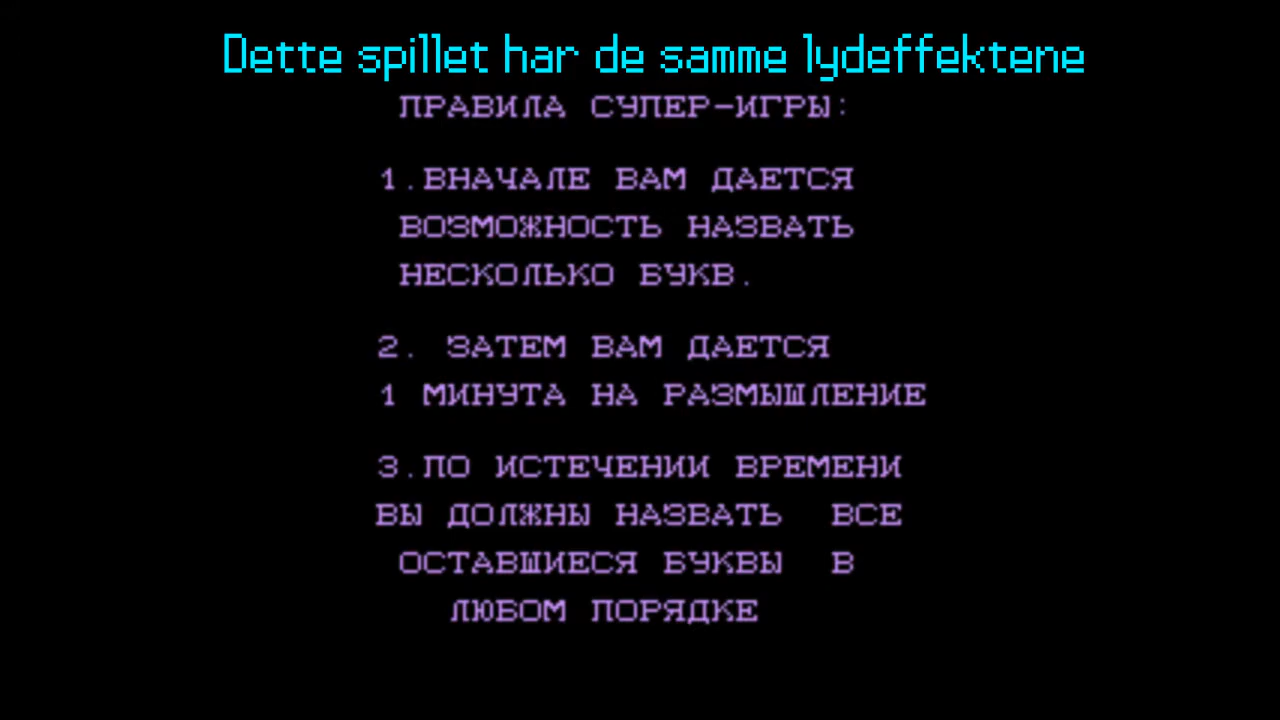 Dette spillet har de samme lydeffektene
ПРАВИЛА СУПЕР-ИГРЫ:
1.ВНАЧАЛЕ ВАМ ДАЕТСЯ
ВОЗМОЖНОСТЬ НАЗВАТЬ
НЕСКОЛЬКО БУКВ.
2. ЗАТЕМ ВАМ ДАЕТСЯ
1 МИНУТА НА РАЗМЫШЛЕНИЕ
3.ПО ИСТЕЧЕНИИ ВРЕМЕНИ
ВЫ ДОЛЖНЫ НАЗВАТЬ ВСЕ
ОСТАВШИЕСЯ БУКВЫ В
ЛЮБОМ ПОРЯДКЕ